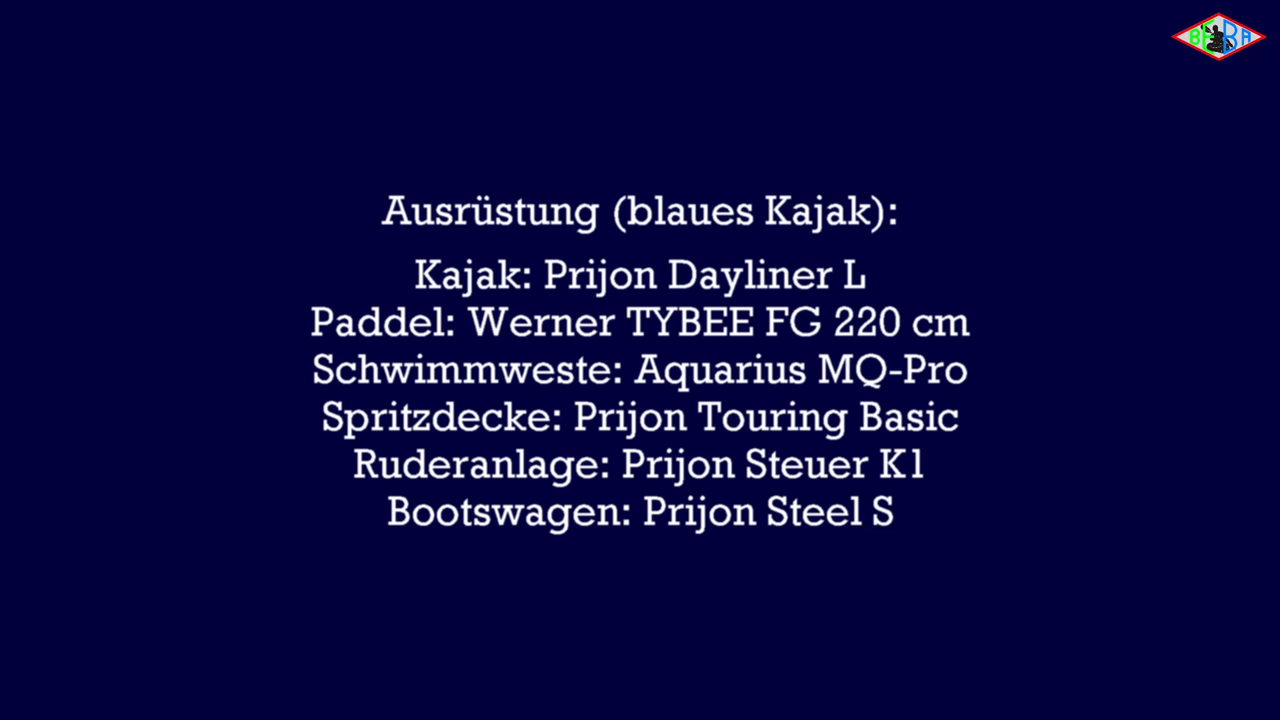 Ausrüstung (blaues Kajak):
Kajak: Prijon Dayliner L
Paddel: Werner TYBEE FG 220 cm
Schwimmweste: Aquarius MQ-Pro
Spritzdecke: Prijon Touring Basic
Ruderanlage: Prijon Steuer K1
Bootswagen: Prijon Steel S